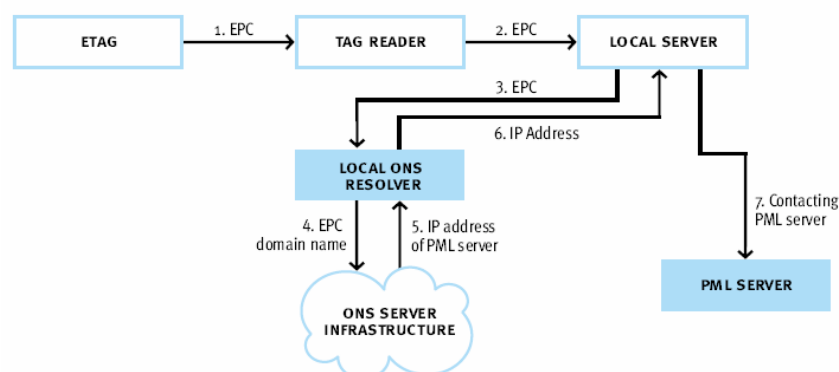 ETAG
1. EPC
TAG READER
2. EPC
LOCAL SERVER
3. EPC
6. IP Address
LOCAL ONS
RESOLVER
4. EPC
domain name
5. IP address
of PML server
7. Contacting
PML server
ONS SERVER
INFRASTRUCTURE
PML SERVER